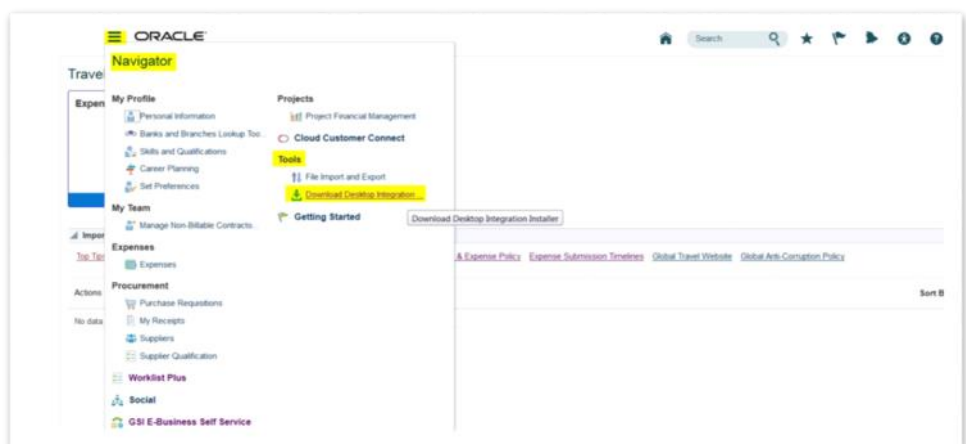 ORACLE
Search
Navigator
Travel
Expen
My Profile
Personal Information
Banks and Branches Lookup Too...
Skills and Qualifications
Career Planning
Set Preferences
My Team
Manage Non-Billable Contracto...
Expenses
Expenses
Procurement
Purchase Requisitions
My Receipts
Suppliers
Supplier Qualification
Worklist Plus
Social
GSI E-Business Self Service
Projects
Project Financial Management
Cloud Customer Connect
Tools
File Import and Export
Download Desktop Integration ...
Getting Started
Download Desktop Integration Installer
Impor
Top Tip
& Expense Policy Expense Submission Timelines Global Travel Website Global Anti-Corruption Policy
Actions
Sort B
No data